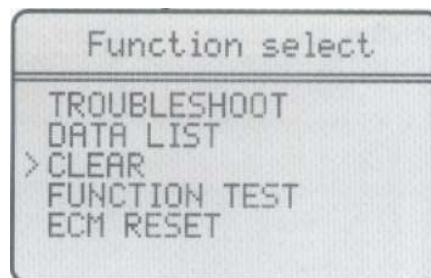 Function select
TROUBLESHOOT
DATA LIST
>CLEAR
FUNCTION TEST
ECM RESET